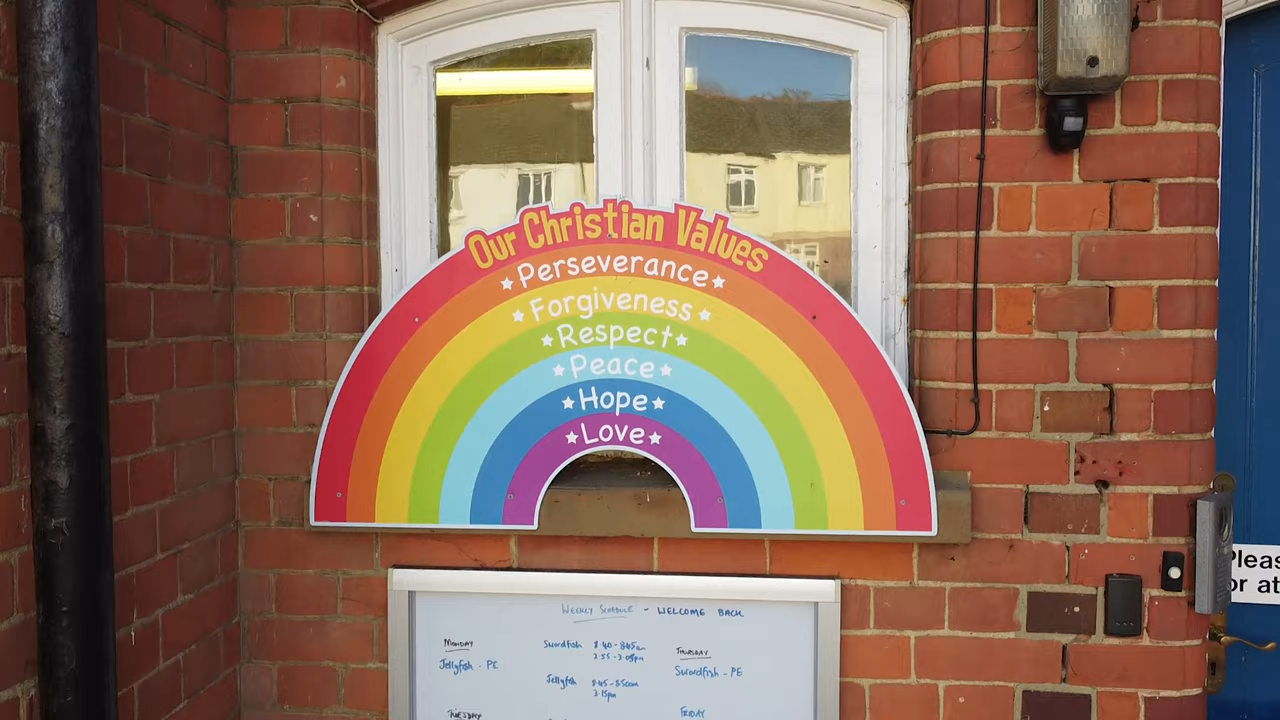 Our Christian Values
Perseverance
Forgiveness
Respect
Peace
Hope
Love
Pleas
or at
WEEKLY SCHEDULE - WELCOME BACK
MONDAY
Jellyfish - PE
Swordfish 8.40-8.45am
2.55-3.05pm
Jellyfish 8.45-8.50am
3.15pm
THURSDAY
Swordfish - PE
TUESDAY
FRIDAY